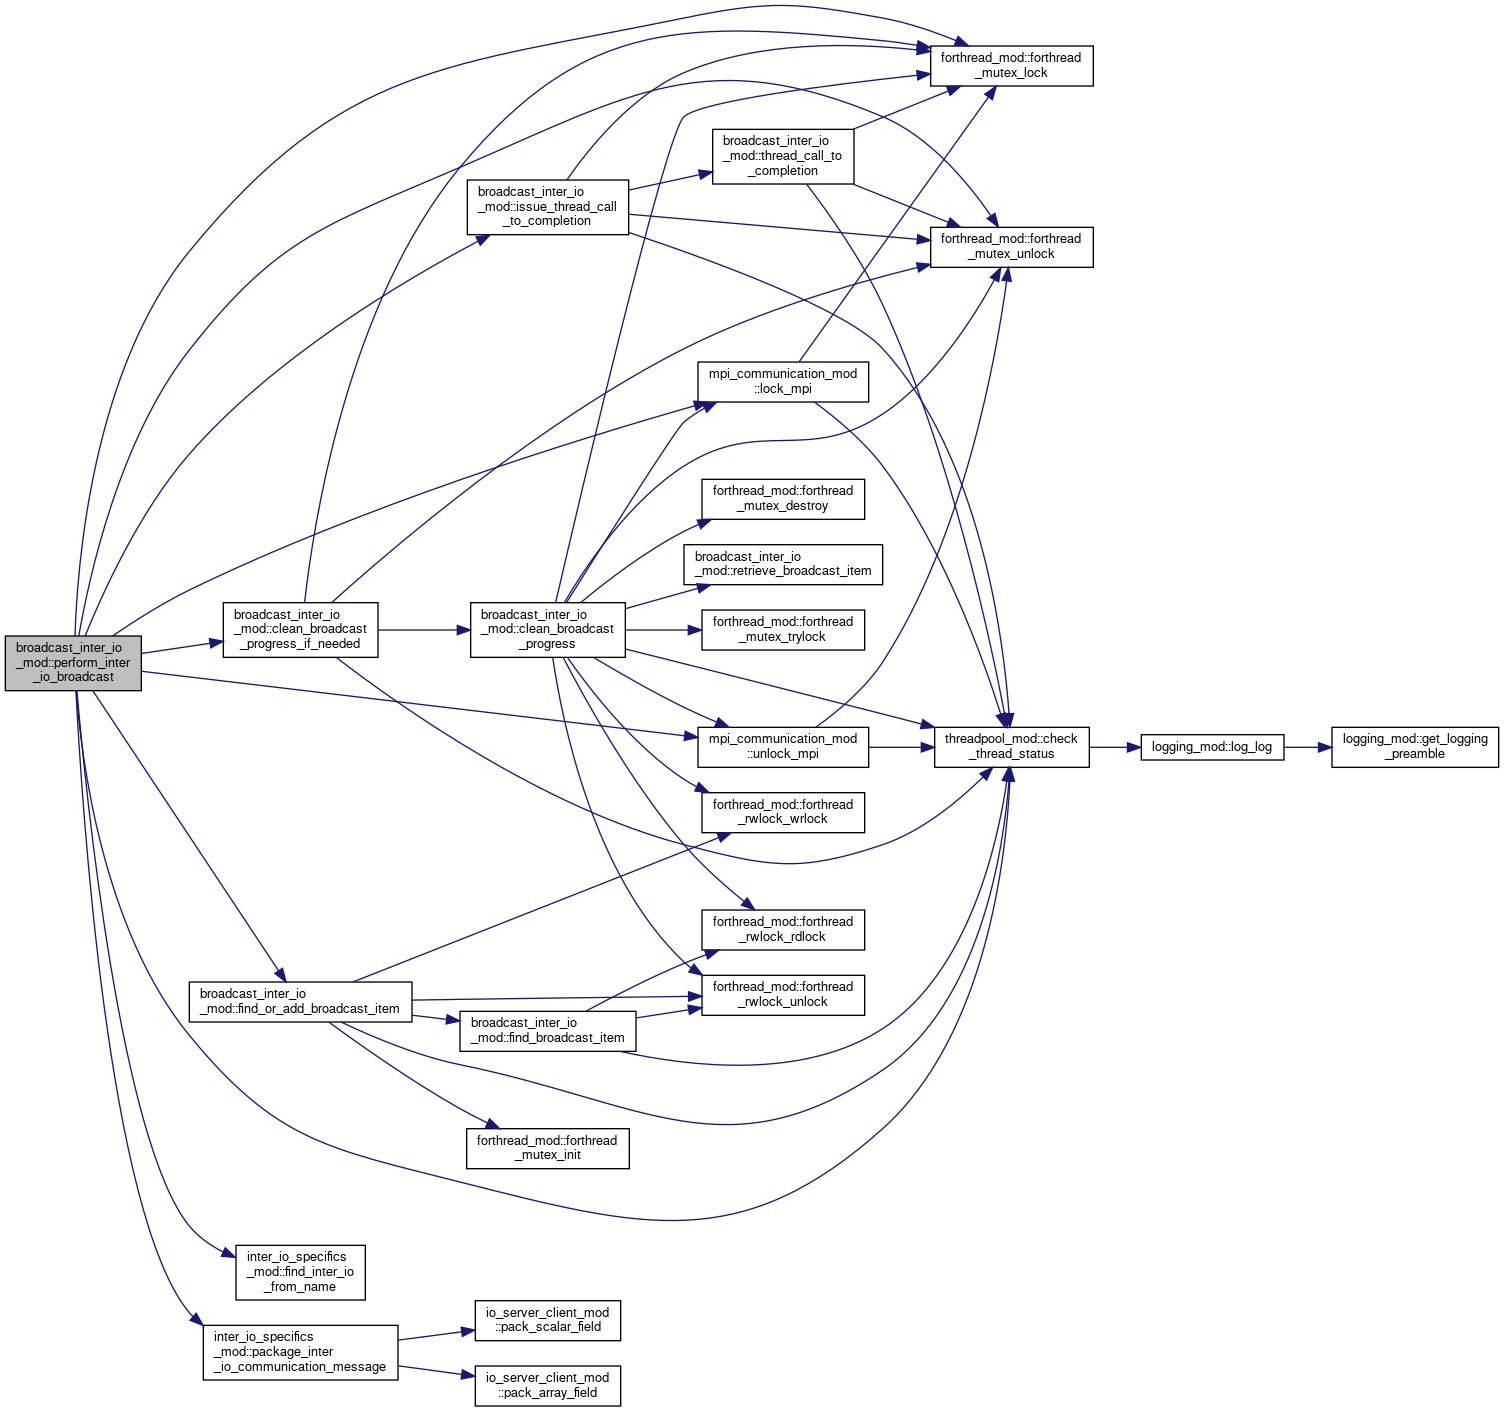 broadcast_inter_io
_mod::perform_inter
_io_broadcast
forthread_mod::forthread
_mutex_lock
forthread_mod::forthread
_mutex_unlock
threadpool_mod::check
_thread_status
logging_mod::log_log
logging_mod::get_logging
_preamble
broadcast_inter_io
_mod::issue_thread_call
_to_completion
broadcast_inter_io
_mod::thread_call_to
_completion
mpi_communication_mod
::lock_mpi
mpi_communication_mod
::unlock_mpi
broadcast_inter_io
_mod::clean_broadcast
_progress_if_needed
broadcast_inter_io
_mod::clean_broadcast
_progress
forthread_mod::forthread
_mutex_destroy
broadcast_inter_io
_mod::retrieve_broadcast_item
forthread_mod::forthread
_mutex_trylock
forthread_mod::forthread
_rwlock_wrlock
forthread_mod::forthread
_rwlock_rdlock
forthread_mod::forthread
_rwlock_unlock
broadcast_inter_io
_mod::find_or_add_broadcast_item
broadcast_inter_io
_mod::find_broadcast_item
forthread_mod::forthread
_mutex_init
inter_io_specifics
_mod::find_inter_io
_from_name
inter_io_specifics
_mod::package_inter
_io_communication_message
io_server_client_mod
::pack_scalar_field
io_server_client_mod
::pack_array_field